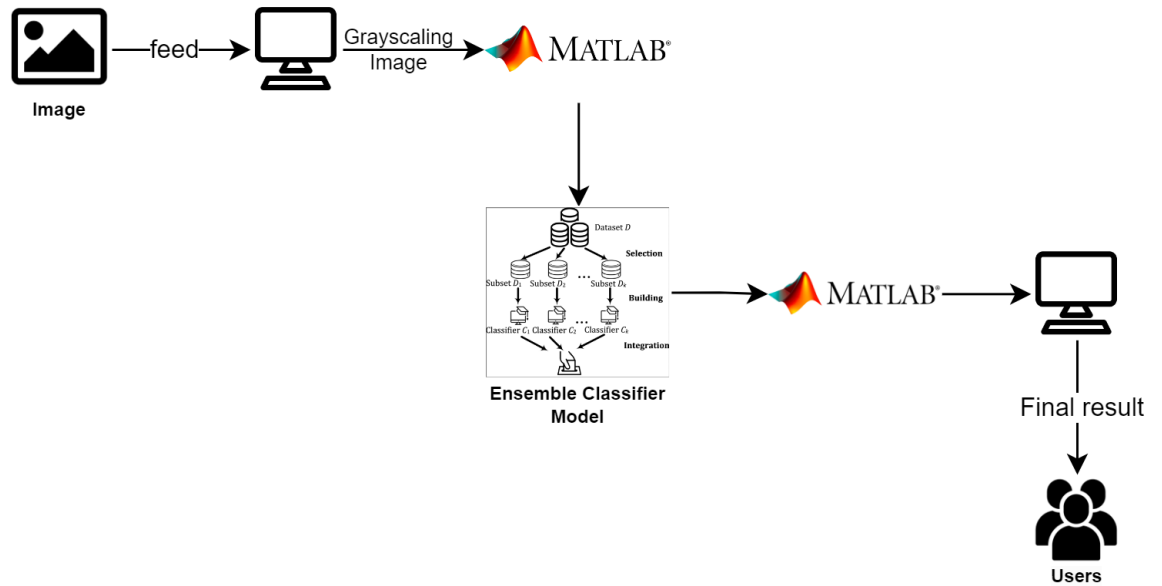 Image
feed
Grayscaling
Image
MATLAB®
Dataset D
Selection
Subset D₁ Subset D₂ ... Subset Dₖ
Building
Classifier C₁ Classifier C₂ ... Classifier Cₖ
Integration
Ensemble Classifier
Model
MATLAB®
Final result
Users